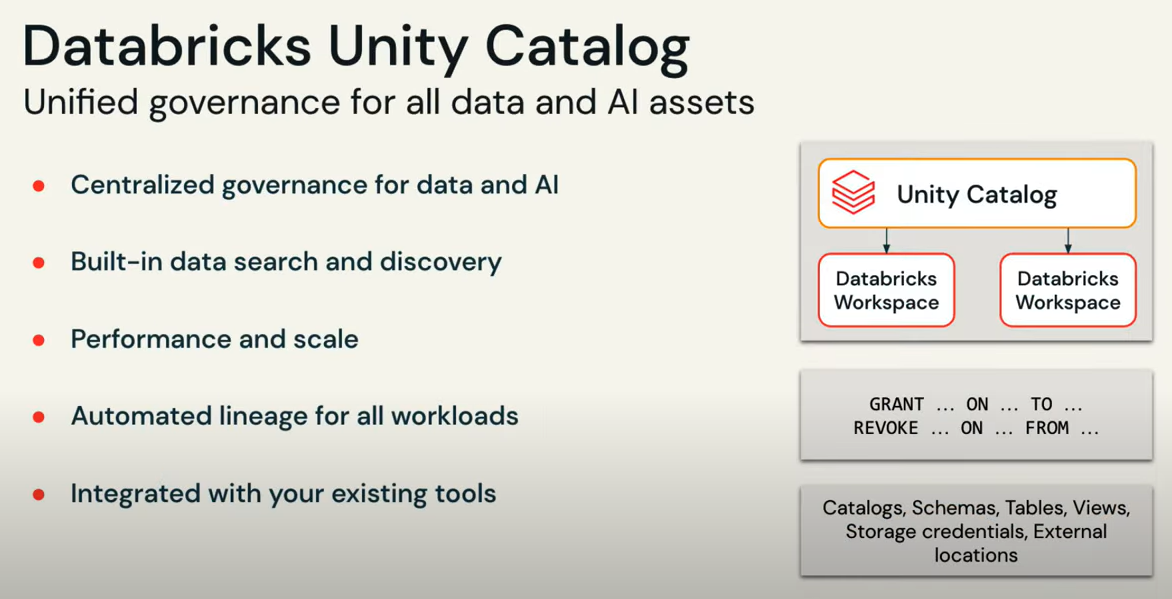 Databricks Unity Catalog
Unified governance for all data and AI assets
Centralized governance for data and AI
Built-in data search and discovery
Performance and scale
Automated lineage for all workloads
Integrated with your existing tools
Unity Catalog
Databricks
Workspace
Databricks
Workspace
GRANT … ON … TO …
REVOKE … ON … FROM …
Catalogs, Schemas, Tables, Views,
Storage credentials, External
locations